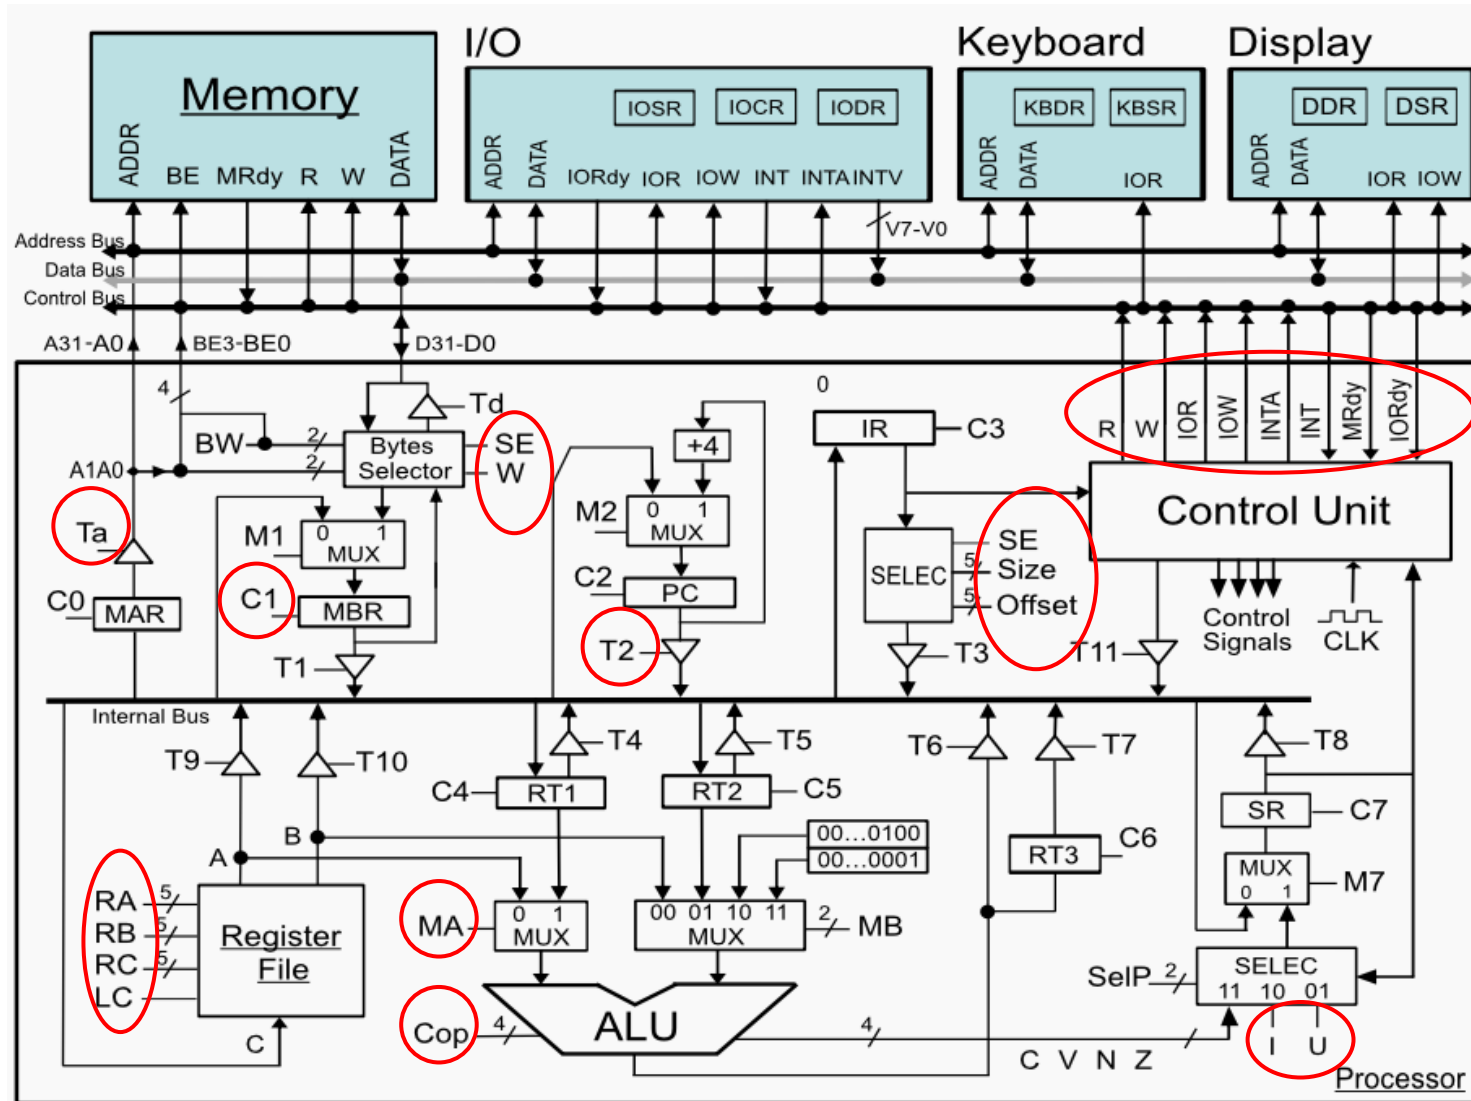 I/O
Keyboard
Display
Memory
IOSR
IOCR
IODR
KBDR
KBSR
DDR
DSR
ADDR
BE
MRdy
R
W
DATA
ADDR
DATA
IORdy
IOR
IOW
INT
INTA
INTV
ADDR
DATA
IOR
ADDR
DATA
IOR
IOW
V7-V0
Address Bus
Data Bus
Control Bus
A31-A0
BE3-BE0
D31-D0
4
Td
0
R
W
IOR
IOW
INTA
INT
MRdy
IORdy
BW
2
Bytes
Selector
SE
W
+4
IR
C3
A1A0
2
Ta
M1
0 1
MUX
M2
0 1
MUX
Control Unit
SELEC
SE
5
Size
5
Offset
C0
MAR
C1
MBR
C2
PC
Control
Signals
CLK
T1
T2
T3
T11
Internal Bus
T9
T10
T4
T5
T6
T7
T8
C4
RT1
RT2
C5
SR
C7
B
00...0100
00...0001
RT3
C6
A
MUX
0 1
M7
RA
5
RB
5
RC
5
LC
Register
File
MA
0 1
MUX
00 01 10 11
MUX
2
MB
SelP
2
SELEC
11 10 01
C
Cop
4
ALU
4
C V N Z
I
U
Processor